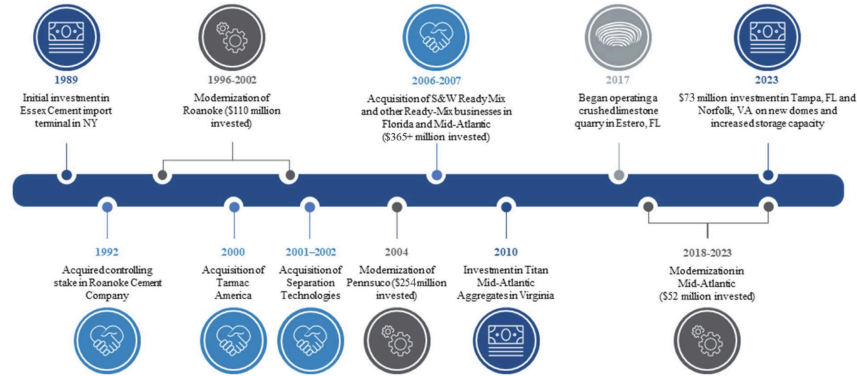 1989
Initial investment in
Essex Cement import
terminal in NY
1996-2002
Modernization of
Roanoke ($110 million
invested)
2006-2007
Acquisition of S&W Ready Mix
and other Ready-Mix businesses in
Florida and Mid-Atlantic
($365+ million invested)
2017
Began operating a
crushed limestone
quarry in Estero, FL
2023
$73 million investment in Tampa, FL and
Norfolk, VA on new domes and
increased storage capacity
1992
Acquired controlling
stake in Roanoke Cement
Company
2000
Acquisition of
Tarmac
America
2001–2002
Acquisition of
Separation
Technologies
2004
Modernization of
Pennsuco ($254 million
invested)
2010
Investment in Titan
Mid-Atlantic
Aggregates in Virginia
2018-2023
Modernization in
Mid-Atlantic
($52 million invested)